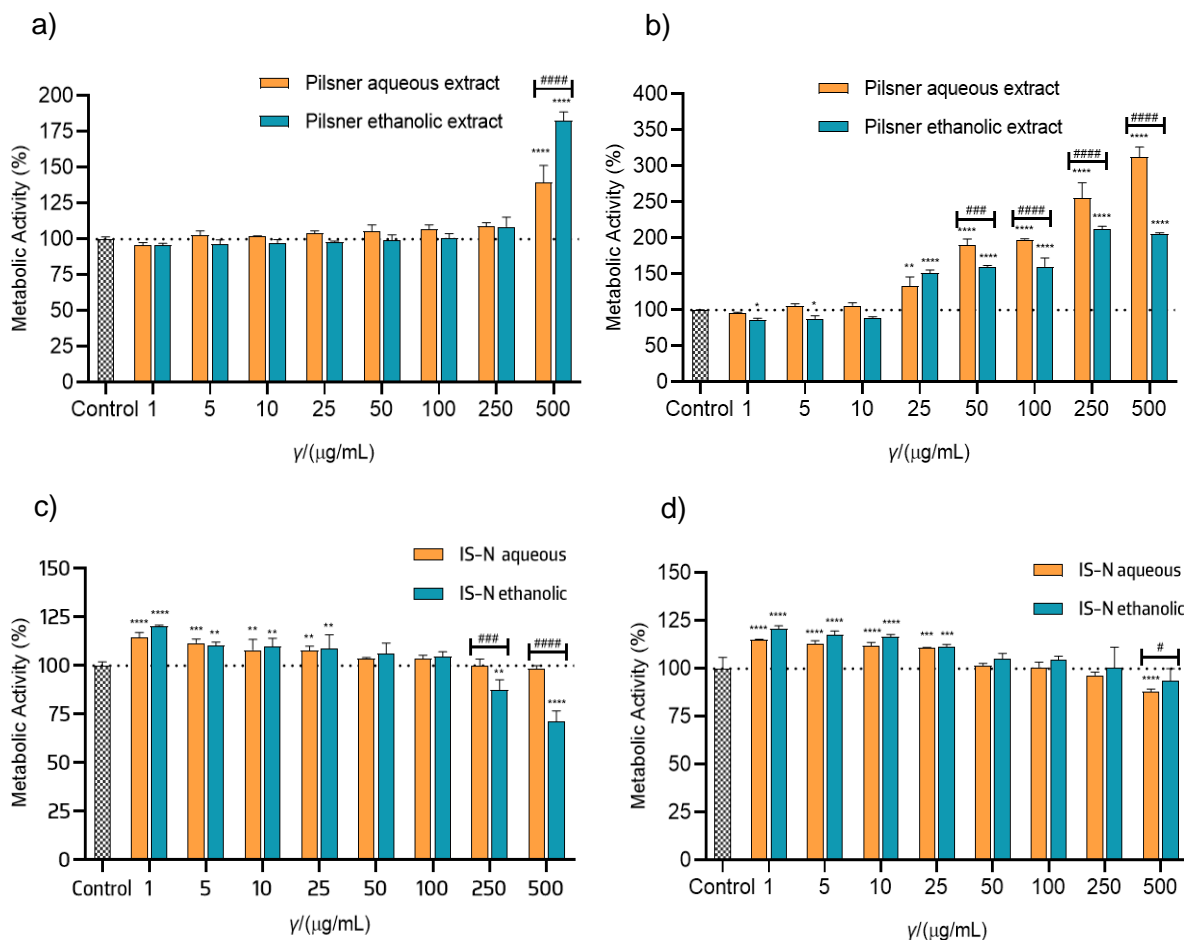 a)
Pilsner aqueous extract
Pilsner ethanolic extract
####
****
****
200
175
150
125
100
75
50
25
0
Metabolic Activity (%)
Control 1 5 10 25 50 100 250 500
γ/(μg/mL)
b)
Pilsner aqueous extract
Pilsner ethanolic extract
400
350
300
250
200
150
100
50
0
Metabolic Activity (%)
* * ** **** **** **** **** **** **** **** **** ****
### #### #### ####
Control 1 5 10 25 50 100 250 500
γ/(μg/mL)
c)
IS-N aqueous
IS-N ethanolic
150
125
100
75
50
25
0
Metabolic Activity (%)
**** **** *** ** ** ** ** ** ** ****
### ####
Control 1 5 10 25 50 100 250 500
γ/(μg/mL)
d)
IS-N aqueous
IS-N ethanolic
150
125
100
75
50
25
0
Metabolic Activity (%)
**** **** **** **** **** **** *** *** ****
#
Control 1 5 10 25 50 100 250 500
γ/(μg/mL)